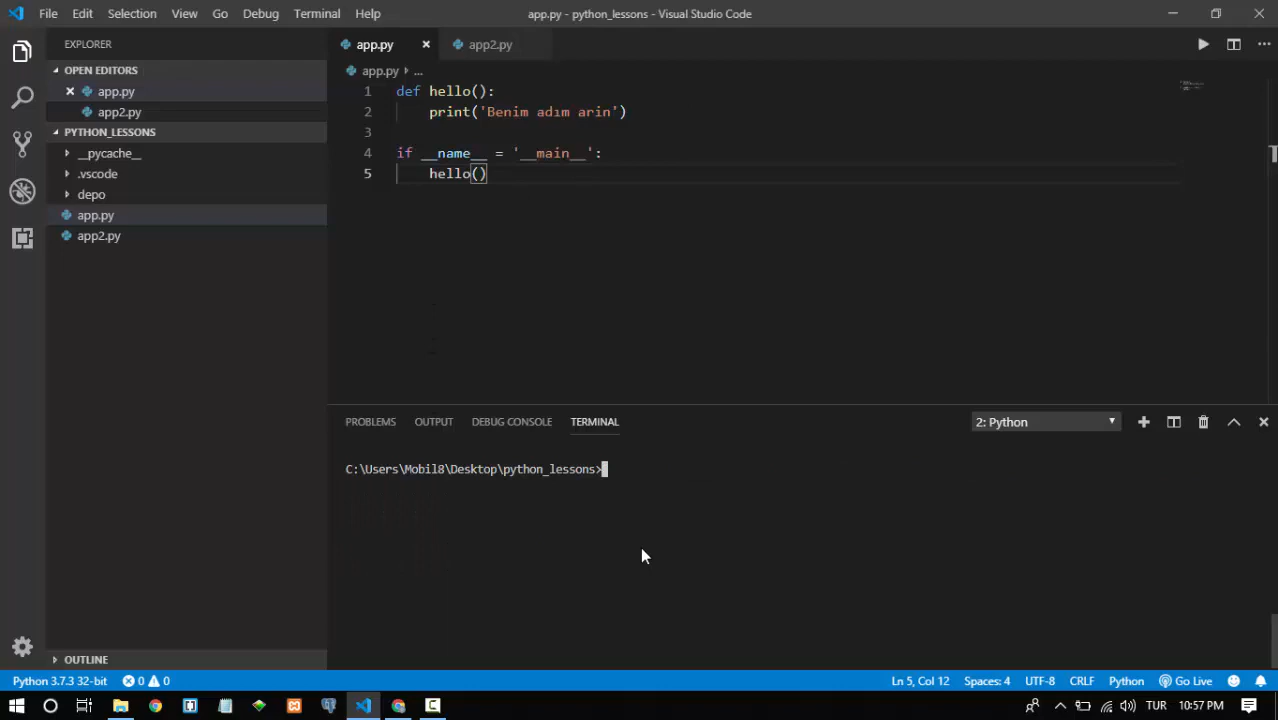 File Edit Selection View Go Debug Terminal Help app.py - python_lessons - Visual Studio Code
EXPLORER
OPEN EDITORS
app.py
app2.py
PYTHON_LESSONS
__pycache__
.vscode
depo
app.py
app2.py
OUTLINE
app.py app2.py
app.py ...
1 def hello():
2 print('Benim adım arin')
3
4 if __name__ = '__main__':
5 hello()
PROBLEMS OUTPUT DEBUG CONSOLE TERMINAL 2: Python
C:\Users\Mobil8\Desktop\python_lessons>
Python 3.7.3 32-bit 0 0 Ln 5, Col 12 Spaces: 4 UTF-8 CRLF Python Go Live
TUR 10:57 PM